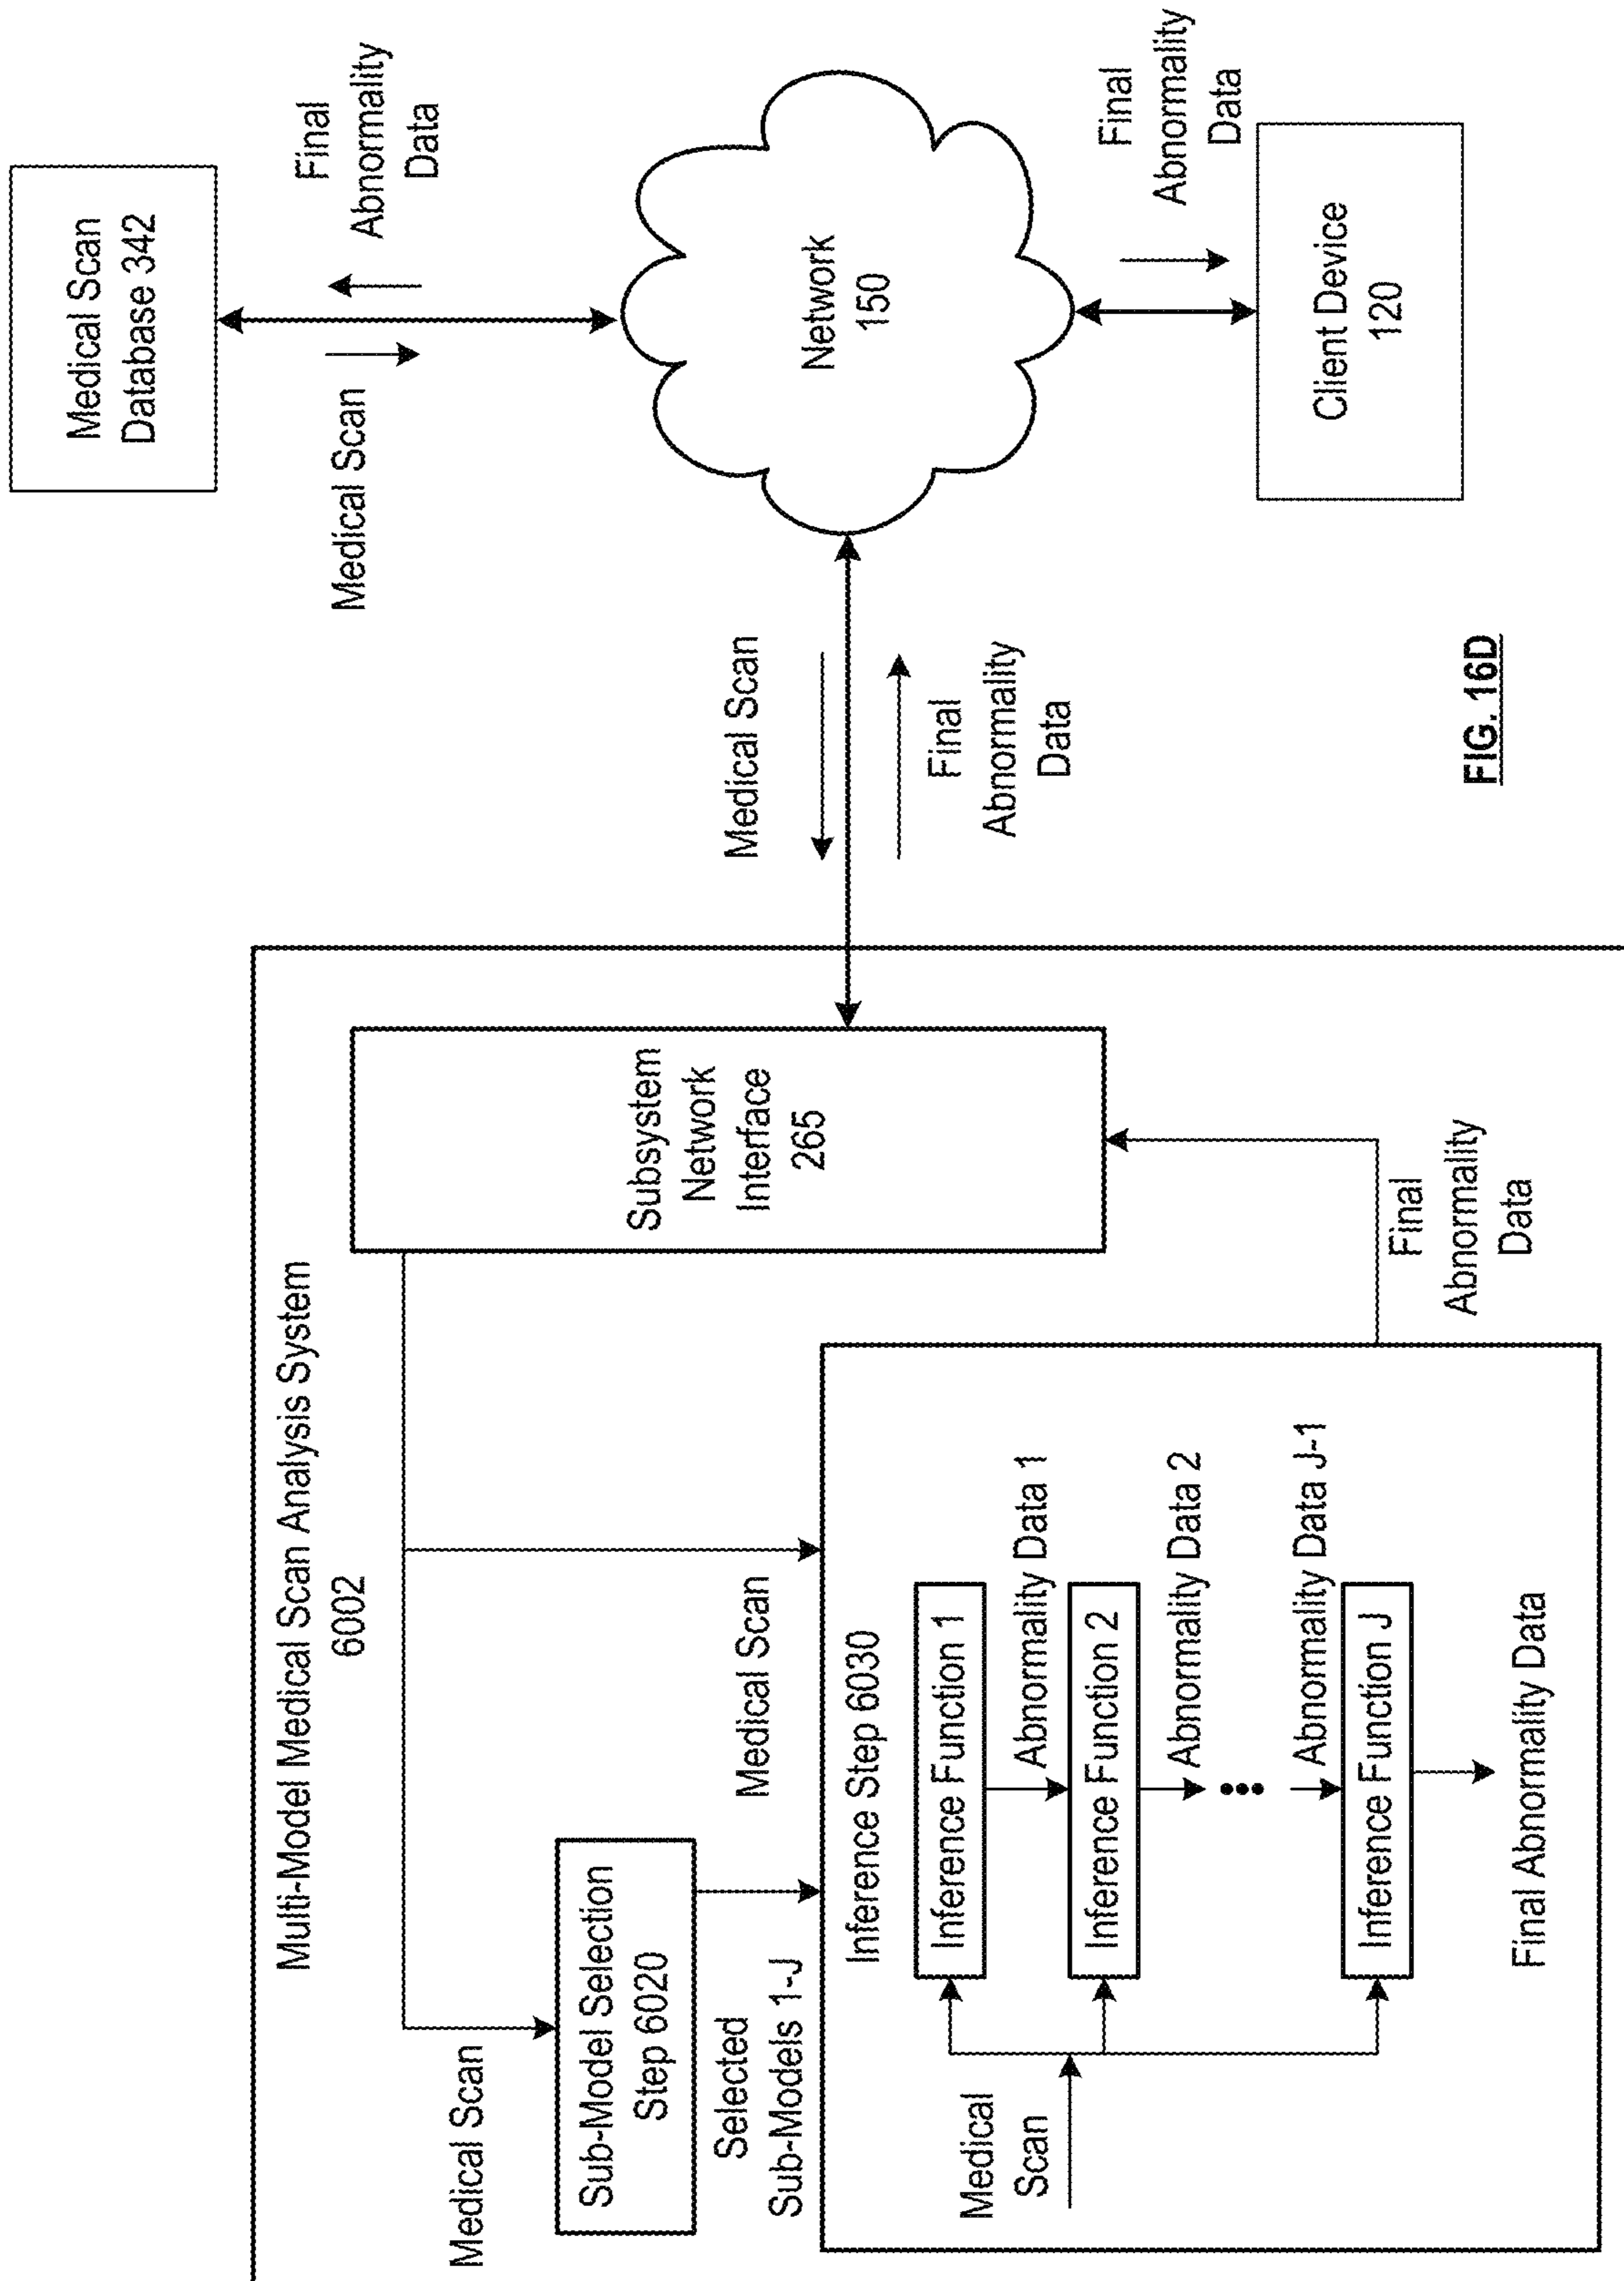 Multi-Model Medical Scan Analysis System
6002
Medical Scan
Sub-Model Selection
Step 6020
Selected
Sub-Models 1-J
Medical Scan
Inference Step 6030
Medical
Scan
Inference Function 1
Abnormality Data 1
Inference Function 2
Abnormality Data 2
Abnormality Data J-1
Inference Function J
Final Abnormality Data
Subsystem
Network
Interface
265
Final
Abnormality
Data
Medical Scan
Final
Abnormality
Data
Medical Scan
Database 342
Medical Scan
Final
Abnormality
Data
Network
150
Final
Abnormality
Data
Client Device
120
FIG. 16D